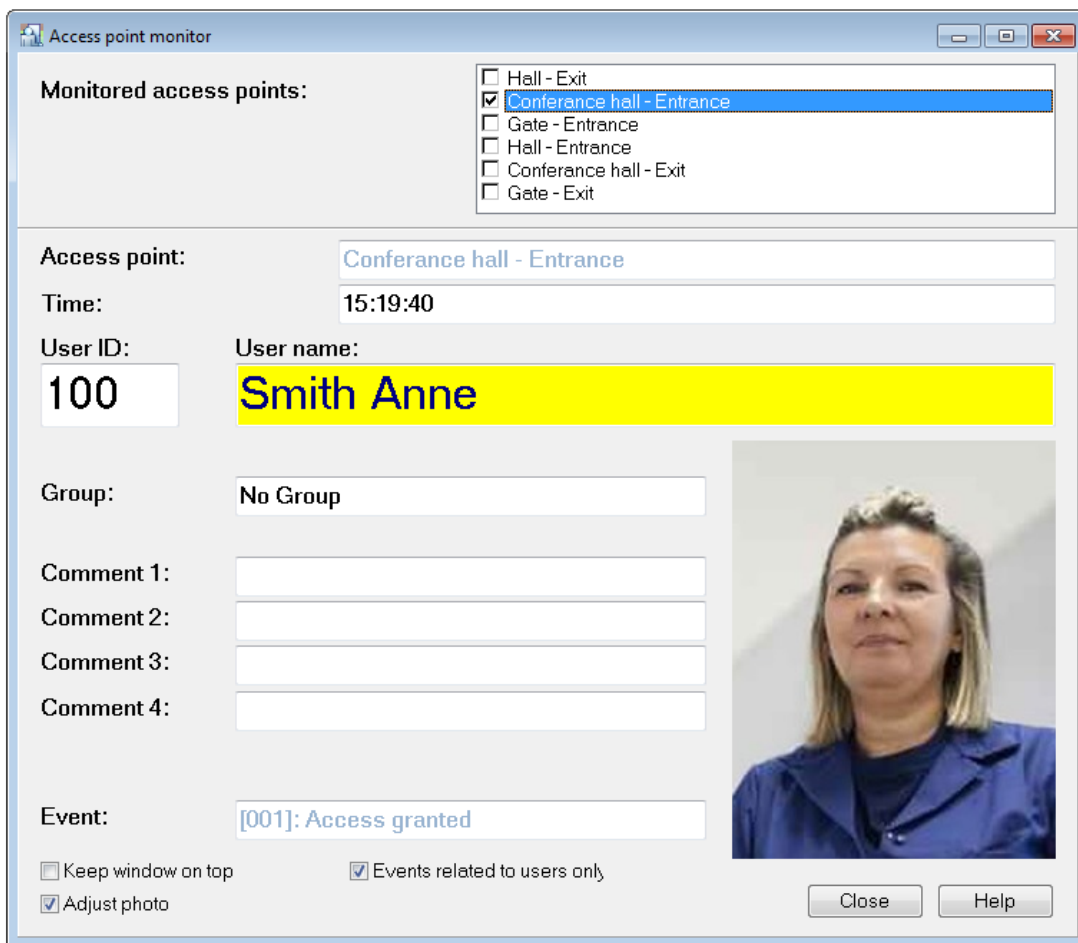 Access point monitor
Monitored access points:
Hall - Exit
Conferance hall - Entrance
Gate - Entrance
Hall - Entrance
Conferance hall - Exit
Gate - Exit
Access point:
Conferance hall - Entrance
Time:
15:19:40
User ID:
User name:
100
Smith Anne
Group:
No Group
Comment 1:
Comment 2:
Comment 3:
Comment 4:
Event:
[001]: Access granted
Keep window on top
Events related to users only
Adjust photo
Close
Help